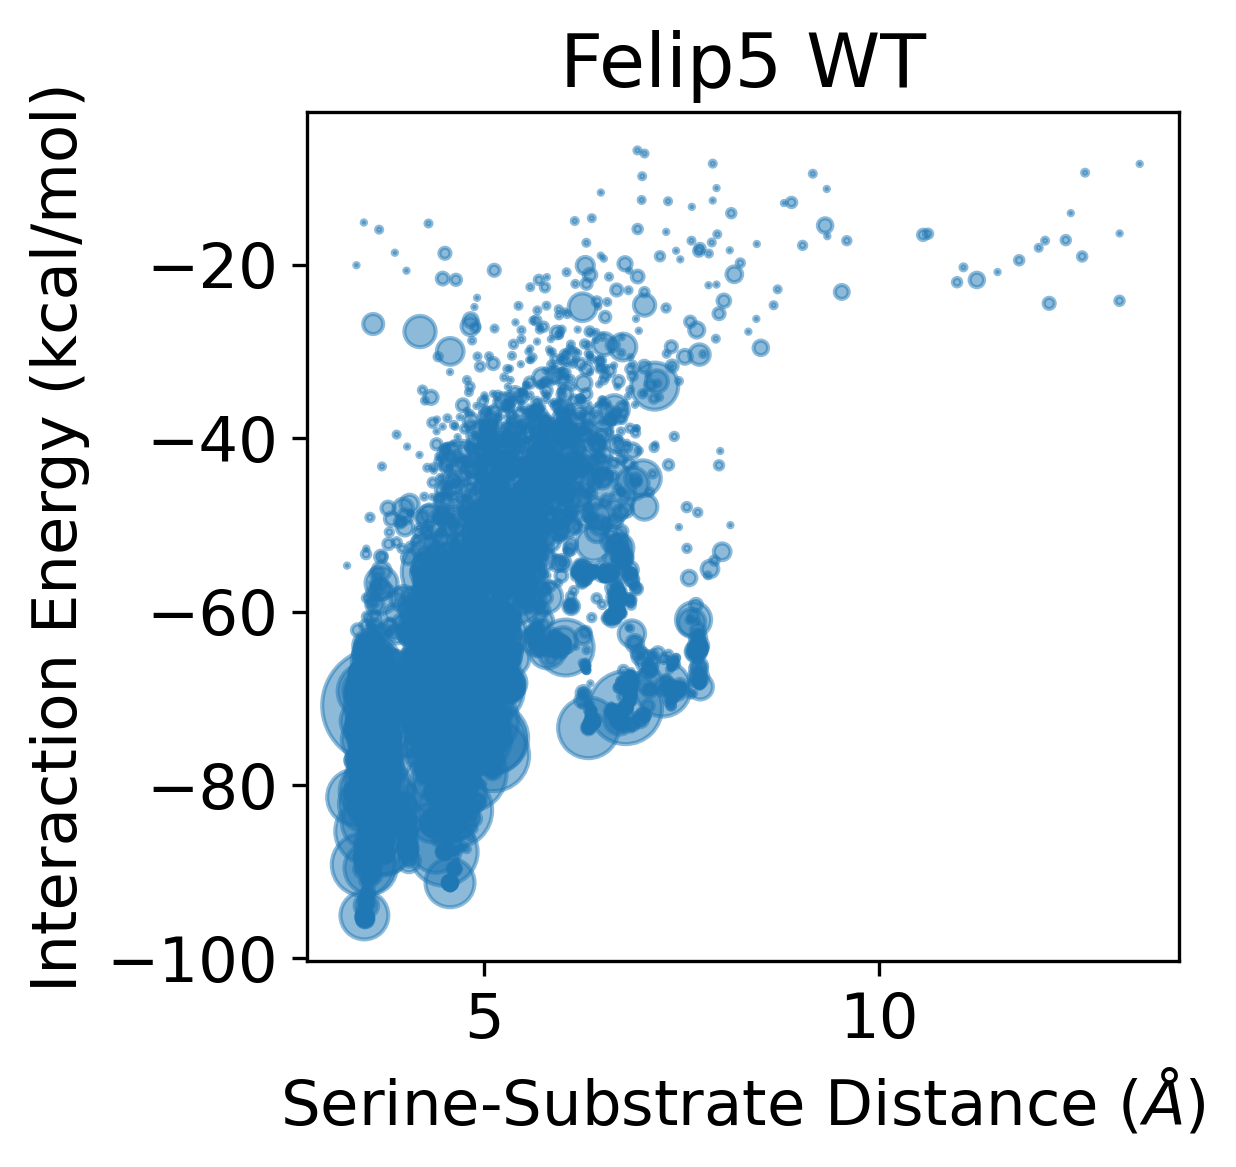 Felip5 WT
Interaction Energy (kcal/mol)
−20
−40
−60
−80
−100
5 10
Serine-Substrate Distance (Å)